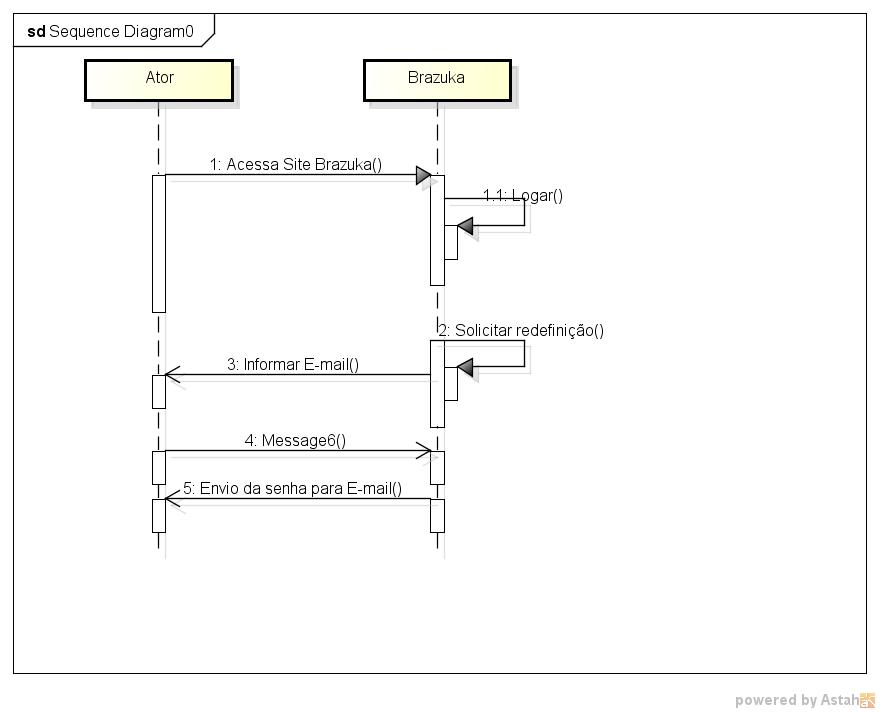 sd Sequence Diagram0
Ator
Brazuka
1: Acessa Site Brazuka()
1.1: Logar()
2: Solicitar redefinição()
3: Informar E-mail()
4: Message6()
5: Envio da senha para E-mail()
powered by Astah